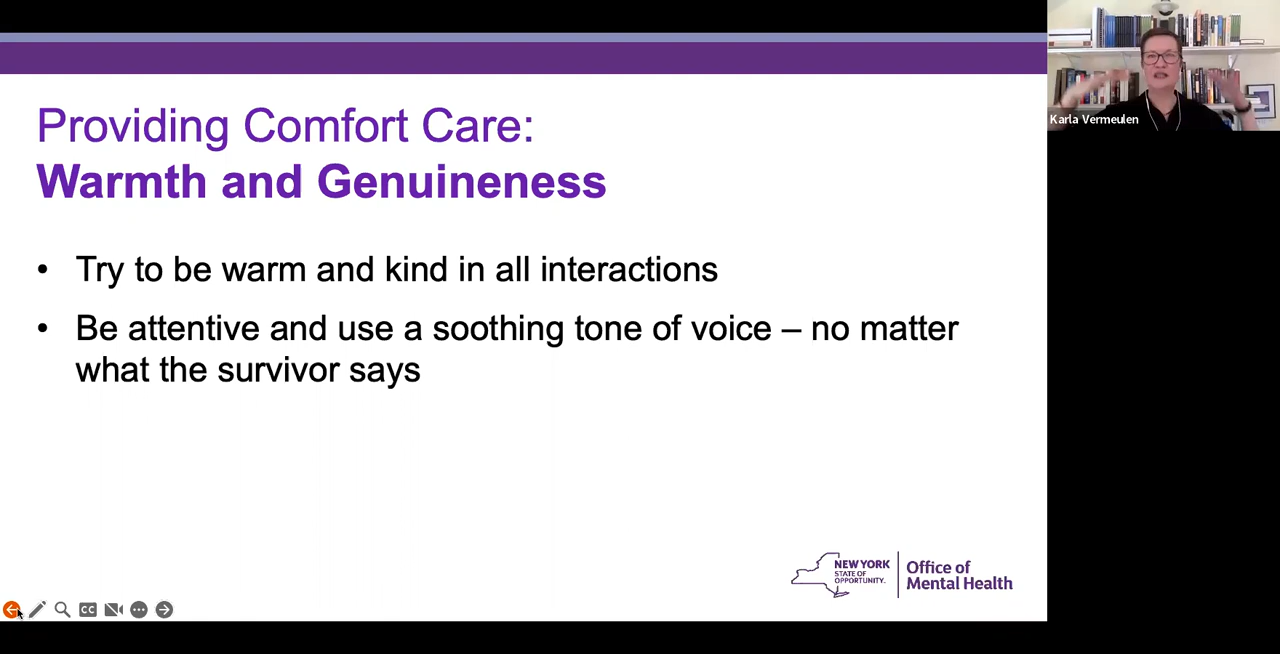 Providing Comfort Care:
Warmth and Genuineness
• Try to be warm and kind in all interactions
• Be attentive and use a soothing tone of voice – no matter
what the survivor says
Karla Vermeulen
NEW YORK
STATE OF
OPPORTUNITY.
Office of
Mental Health
CC